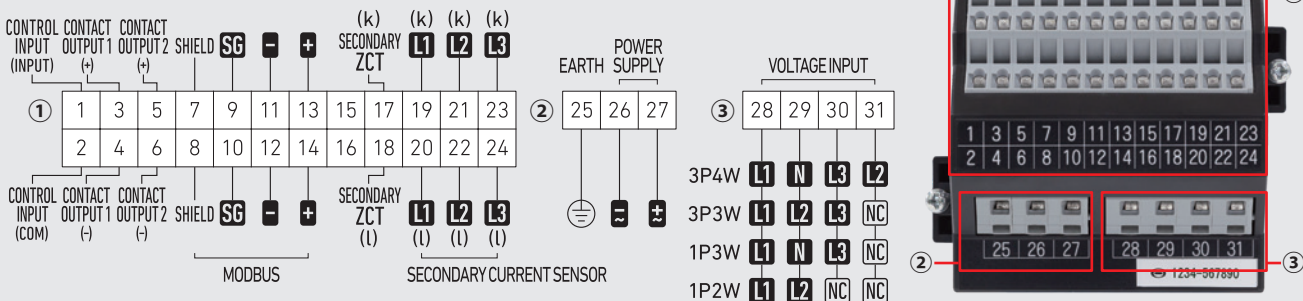 (k) (k) (k) (k)
CONTROL INPUT (INPUT) CONTACT OUTPUT 1 (+) CONTACT OUTPUT 2 (+) SHIELD SG - + SECONDARY ZCT L1 L2 L3
① 1 3 5 7 9 11 13 15 17 19 21 23
2 4 6 8 10 12 14 16 18 20 22 24
CONTROL INPUT (COM) CONTACT OUTPUT 1 (-) CONTACT OUTPUT 2 (-) SHIELD SG - + SECONDARY ZCT (l) L1 L2 L3
(l) (l) (l)
MODBUS SECONDARY CURRENT SENSOR
EARTH POWER SUPPLY
② 25 26 27
VOLTAGE INPUT
③ 28 29 30 31
3P4W L1 N L3 L2
3P3W L1 L2 L3 NC
1P3W L1 N L3 NC
1P2W L1 L2 NC NC
1 3 5 7 9 11 13 15 17 19 21 23
2 4 6 8 10 12 14 16 18 20 22 24
② 25 26 27 28 29 30 31 ③
1234-567890